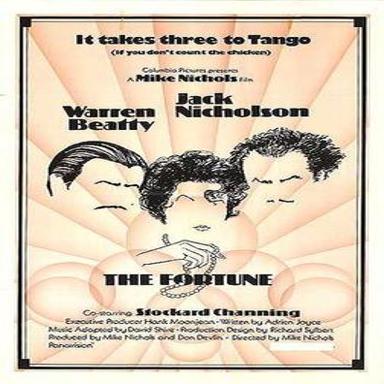 It takes three to Tango
(if you don't count the chicken)
Columbia Pictures presents
A Mike Nichols film
Warren Beatty
Jack Nicholson
THE FORTUNE
Co-starring Stockard Channing
Executive Producer Hank Moonjean · Written by Adrien Joyce
Music Adapted by David Shire · Production Design by Richard Sylbert
Produced by Mike Nichols and Don Devlin · Directed by Mike Nichols
Panavision®